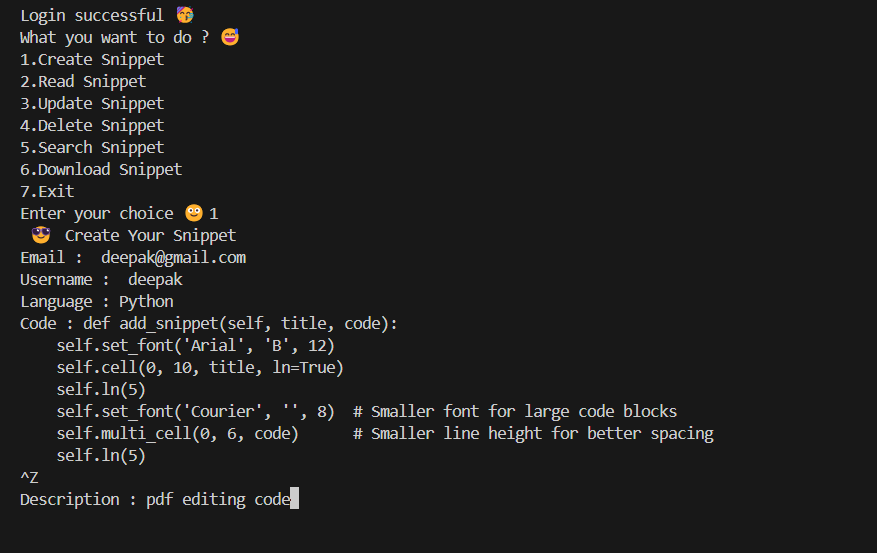 Login successful 🥳
What you want to do ? 😅
1.Create Snippet
2.Read Snippet
3.Update Snippet
4.Delete Snippet
5.Search Snippet
6.Download Snippet
7.Exit
Enter your choice 🙂 1
😎 Create Your Snippet
Email :  deepak@gmail.com
Username :  deepak
Language : Python
Code : def add_snippet(self, title, code):
    self.set_font('Arial', 'B', 12)
    self.cell(0, 10, title, ln=True)
    self.ln(5)
    self.set_font('Courier', '', 8)  # Smaller font for large code blocks
    self.multi_cell(0, 6, code)      # Smaller line height for better spacing
    self.ln(5)
^Z
Description : pdf editing code